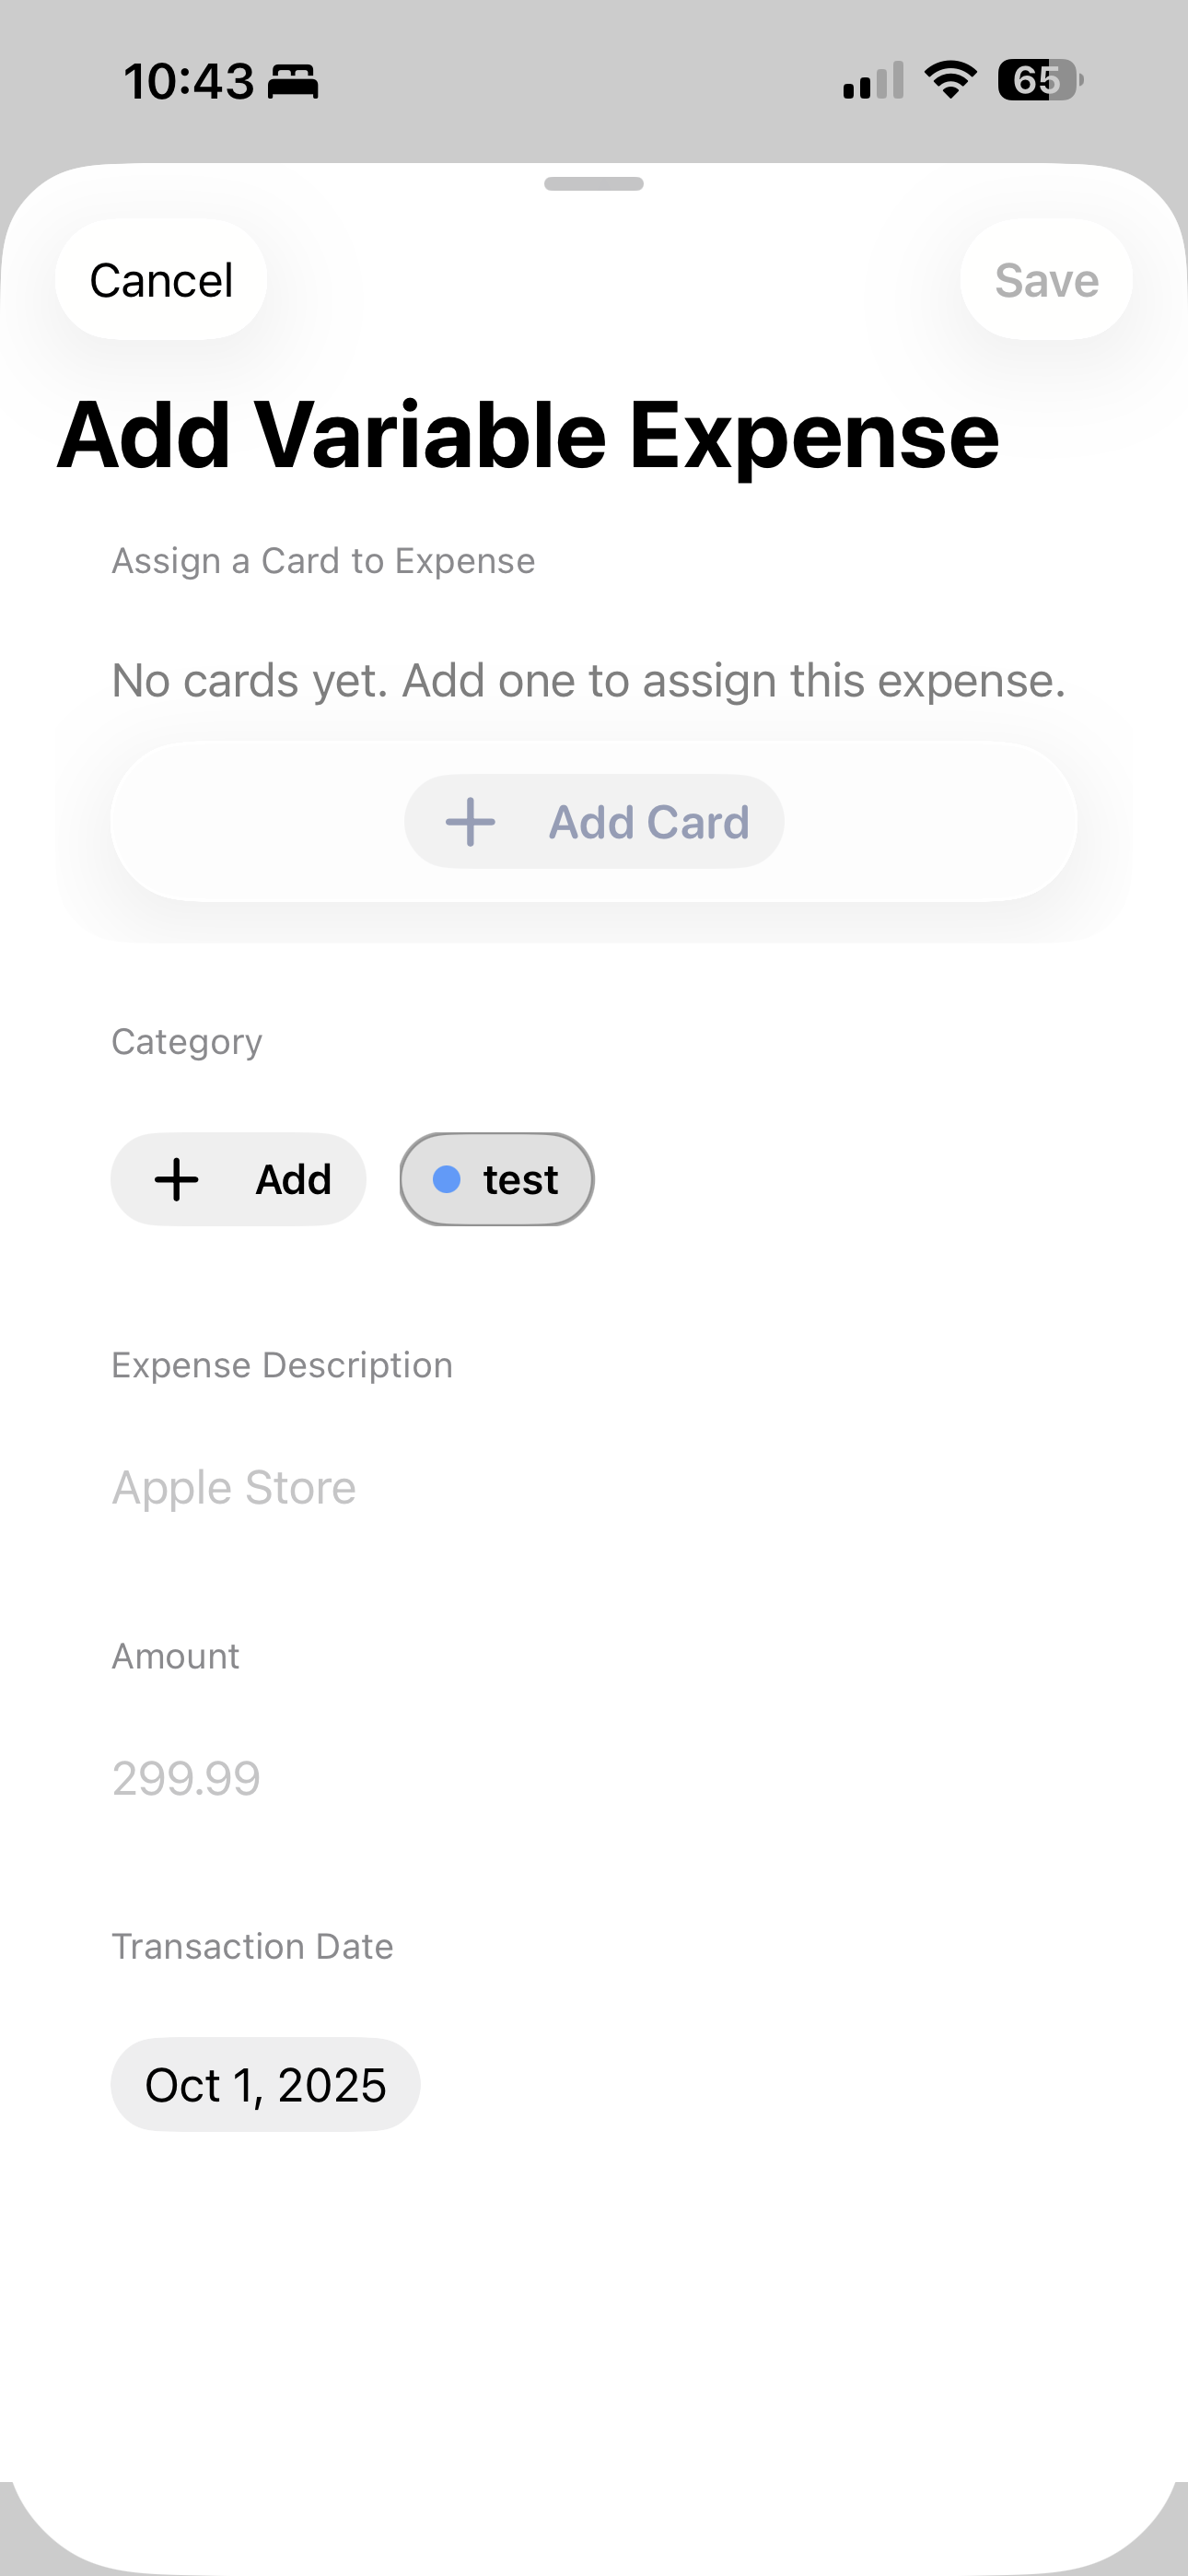 10:43
65
Cancel
Save
Add Variable Expense
Assign a Card to Expense
No cards yet. Add one to assign this expense.
+ Add Card
Category
+ Add
test
Expense Description
Apple Store
Amount
299.99
Transaction Date
Oct 1, 2025